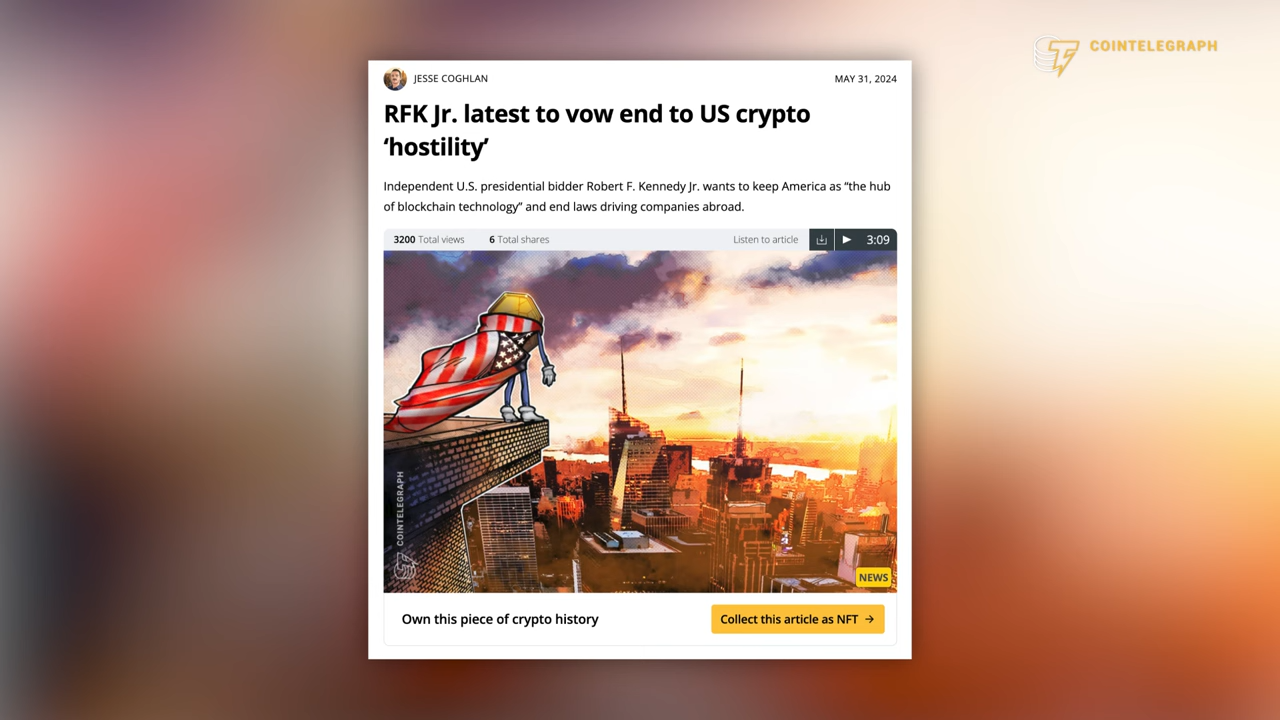 COINTELEGRAPH
JESSE COGHLAN
MAY 31, 2024
RFK Jr. latest to vow end to US crypto
‘hostility’
Independent U.S. presidential bidder Robert F. Kennedy Jr. wants to keep America as “the hub
of blockchain technology” and end laws driving companies abroad.
3200 Total views 6 Total shares Listen to article 3:09
COINTELEGRAPH
NEWS
Own this piece of crypto history
Collect this article as NFT →